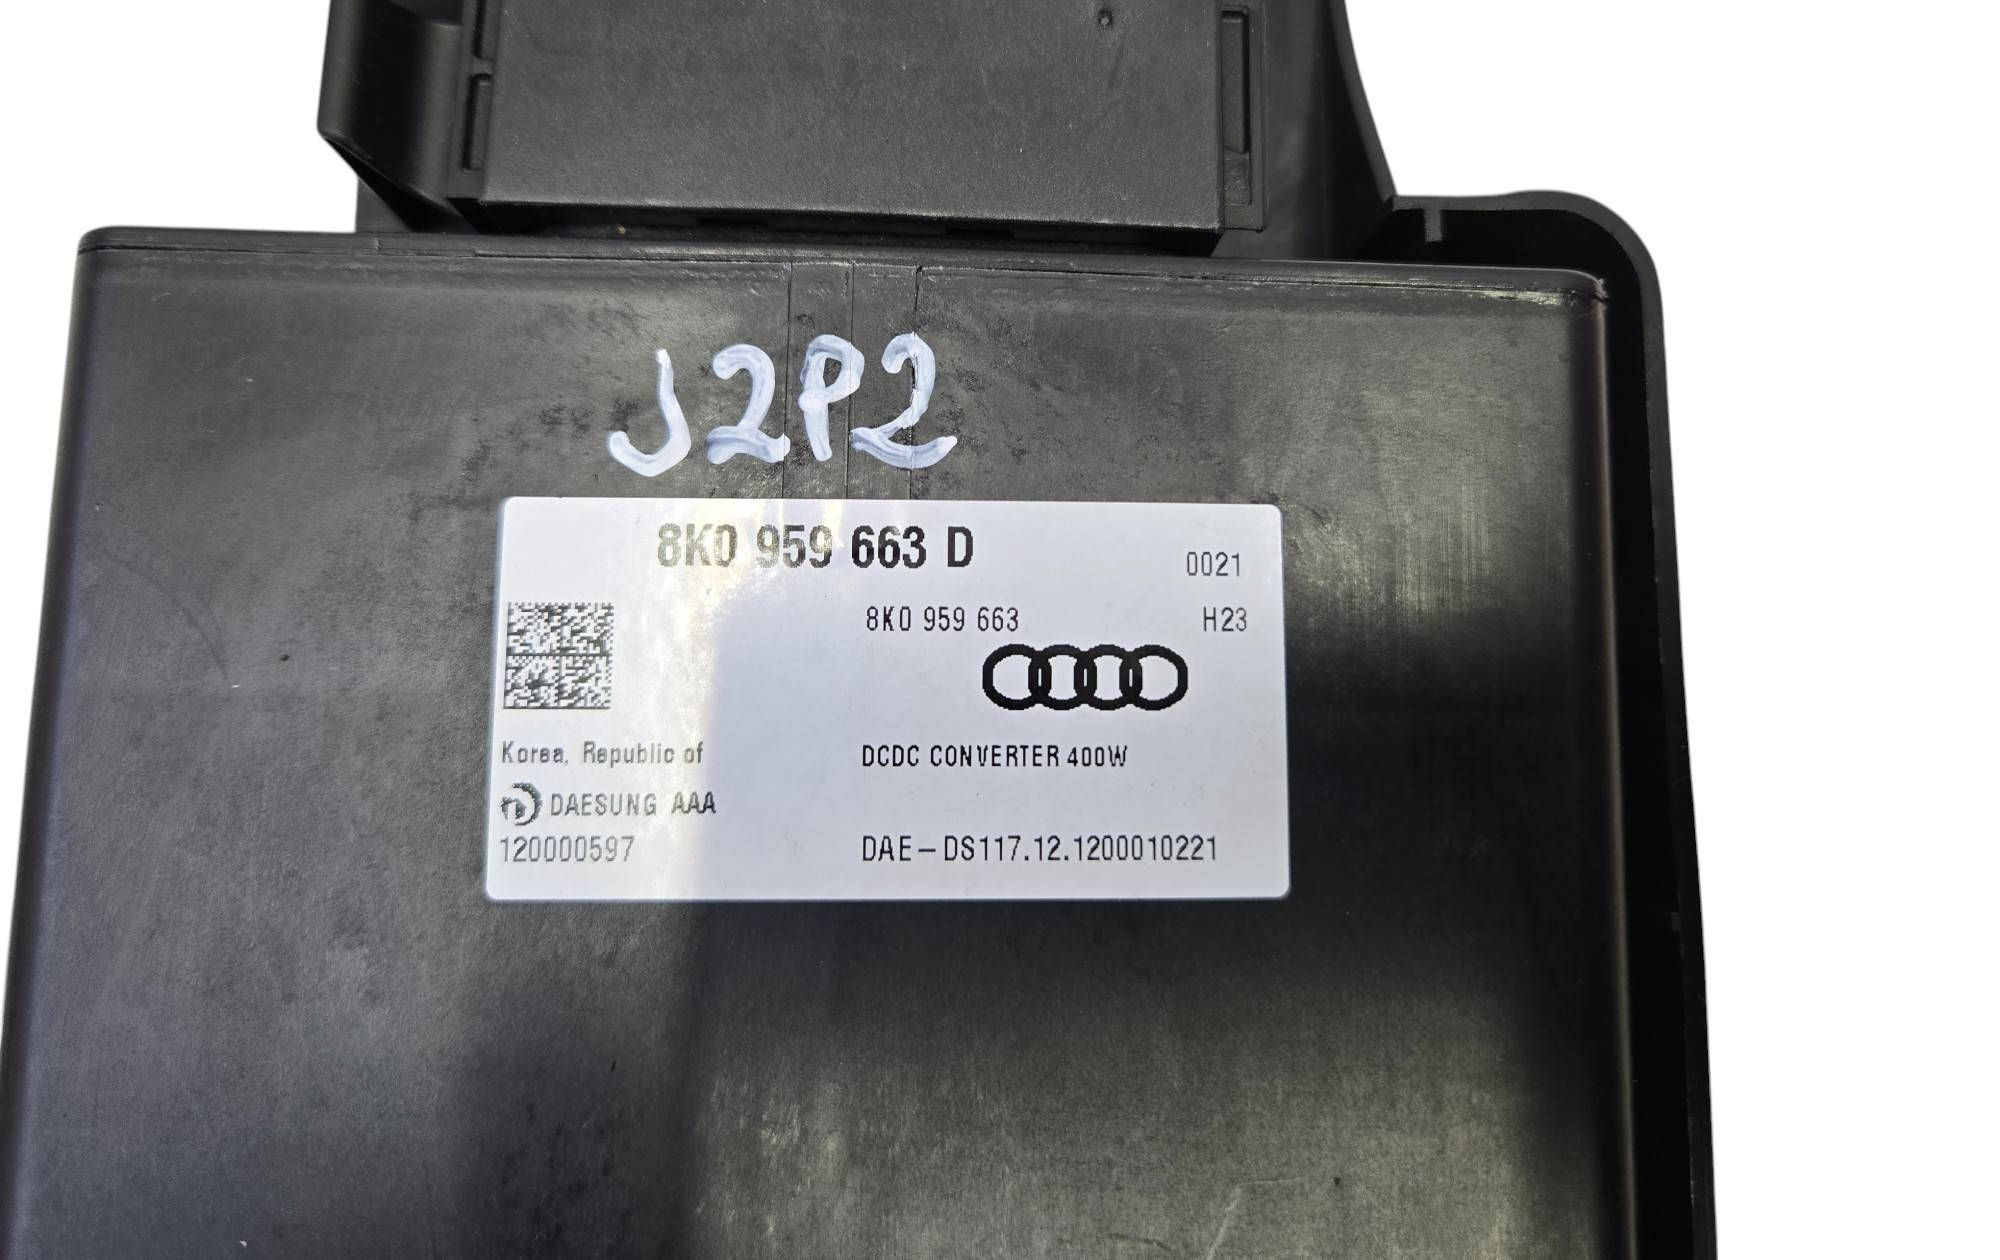 J2P2
8K0 959 663 D
0021
8K0 959 663
H23
Korea, Republic of
DCDC CONVERTER 400W
DAESUNG AAA
120000597
DAE-DS117.12.1200010221